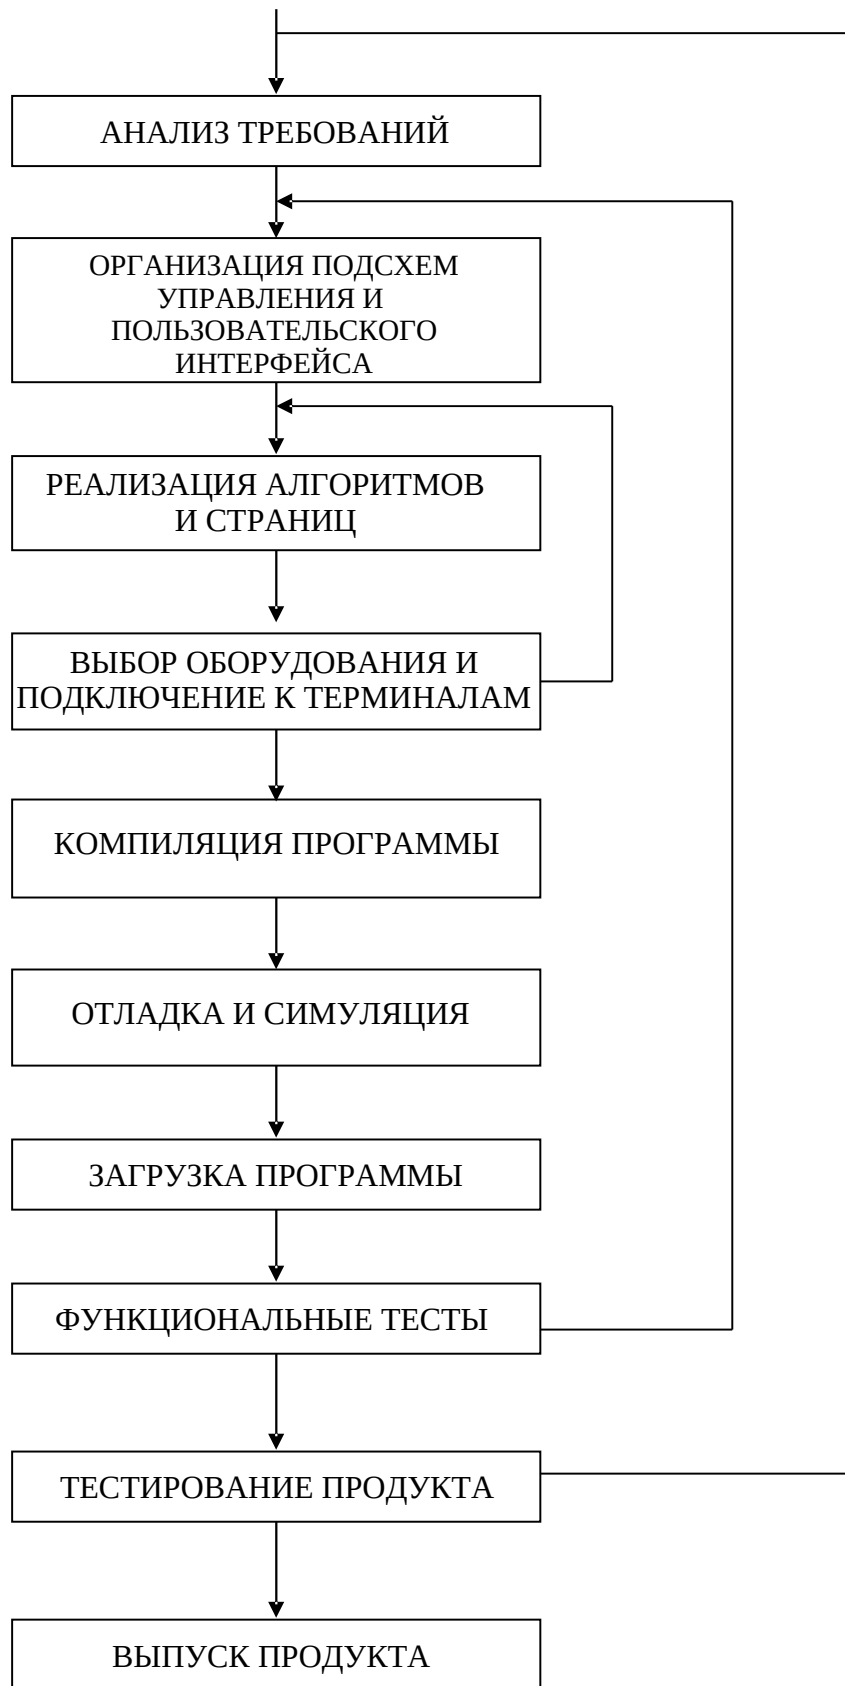 АНАЛИЗ ТРЕБОВАНИЙ
ОРГАНИЗАЦИЯ ПОДСХЕМ
УПРАВЛЕНИЯ И
ПОЛЬЗОВАТЕЛЬСКОГО
ИНТЕРФЕЙСА
РЕАЛИЗАЦИЯ АЛГОРИТМОВ
И СТРАНИЦ
ВЫБОР ОБОРУДОВАНИЯ И
ПОДКЛЮЧЕНИЕ К ТЕРМИНАЛАМ
КОМПИЛЯЦИЯ ПРОГРАММЫ
ОТЛАДКА И СИМУЛЯЦИЯ
ЗАГРУЗКА ПРОГРАММЫ
ФУНКЦИОНАЛЬНЫЕ ТЕСТЫ
ТЕСТИРОВАНИЕ ПРОДУКТА
ВЫПУСК ПРОДУКТА